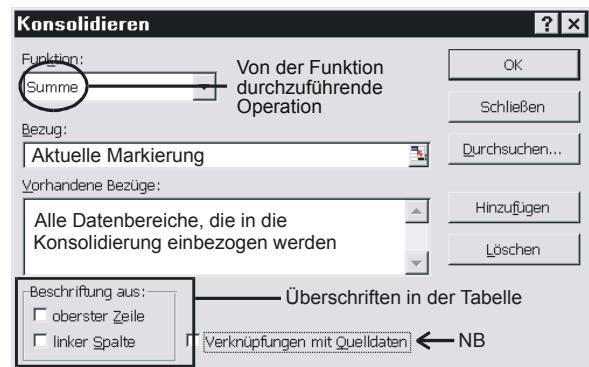 Konsolidieren
Funktion:
Summe
Von der Funktion
durchzuführende
Operation
OK
Schließen
Bezug:
Aktuelle Markierung
Durchsuchen...
Vorhandene Bezüge:
Alle Datenbereiche, die in die
Konsolidierung einbezogen werden
Hinzufügen
Löschen
Beschriftung aus:
Überschriften in der Tabelle
oberster Zeile
linker Spalte
Verknüpfungen mit Quelldaten
NB